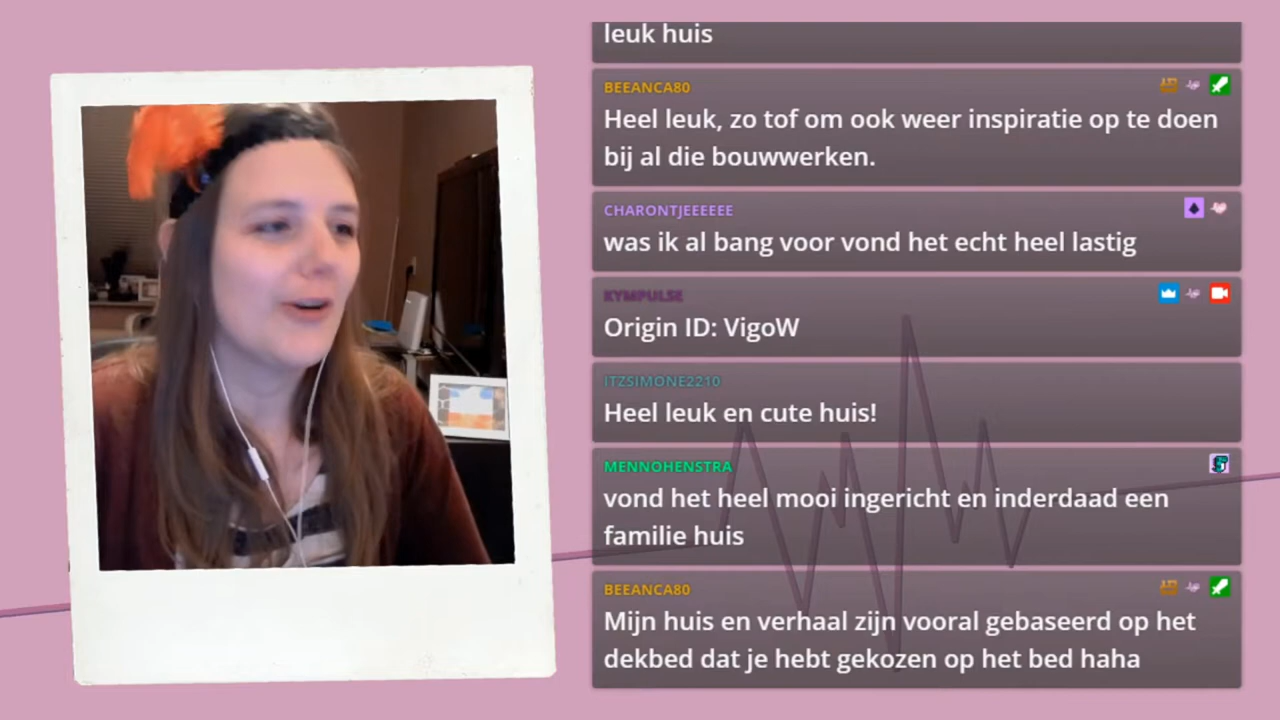 leuk huis
BEEANCA80
Heel leuk, zo tof om ook weer inspiratie op te doen
bij al die bouwwerken.
CHARONTJEEEEEE
was ik al bang voor vond het echt heel lastig
KYMPULSE
Origin ID: VigoW
ITZSIMONE2210
Heel leuk en cute huis!
MENNOHENSTRA
vond het heel mooi ingericht en inderdaad een
familie huis
BEEANCA80
Mijn huis en verhaal zijn vooral gebaseerd op het
dekbed dat je hebt gekozen op het bed haha